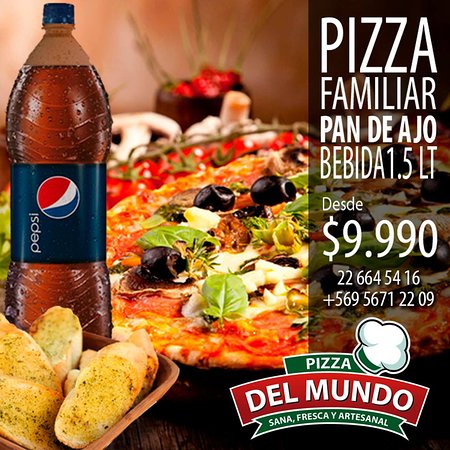 PIZZA
FAMILIAR
PAN DE AJO
BEBIDA1.5 LT
Desde
$9.990
22 664 54 16
+569 5671 22 09
pepsi
PIZZA
DEL MUNDO
SANA, FRESCA Y ARTESANAL